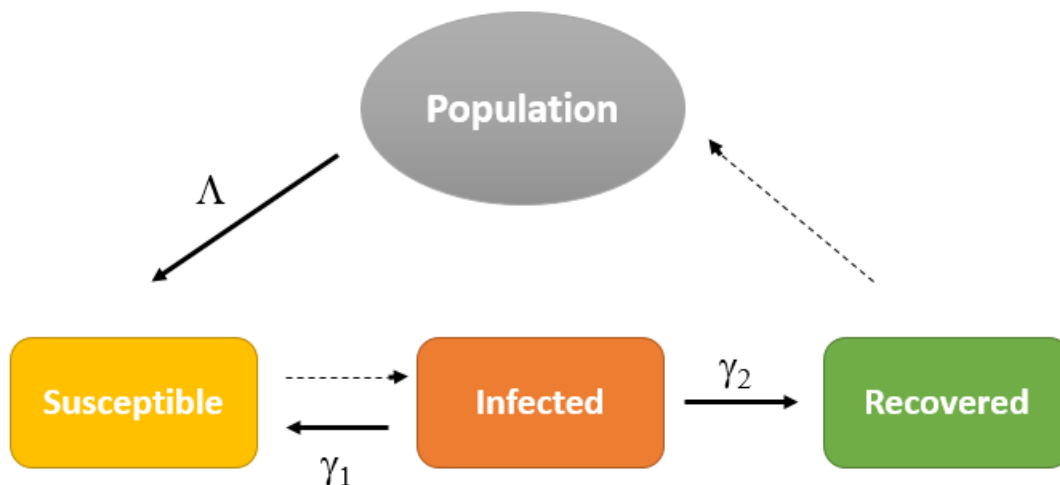 Population
Λ
Susceptible
Infected
γ₂
Recovered
γ₁